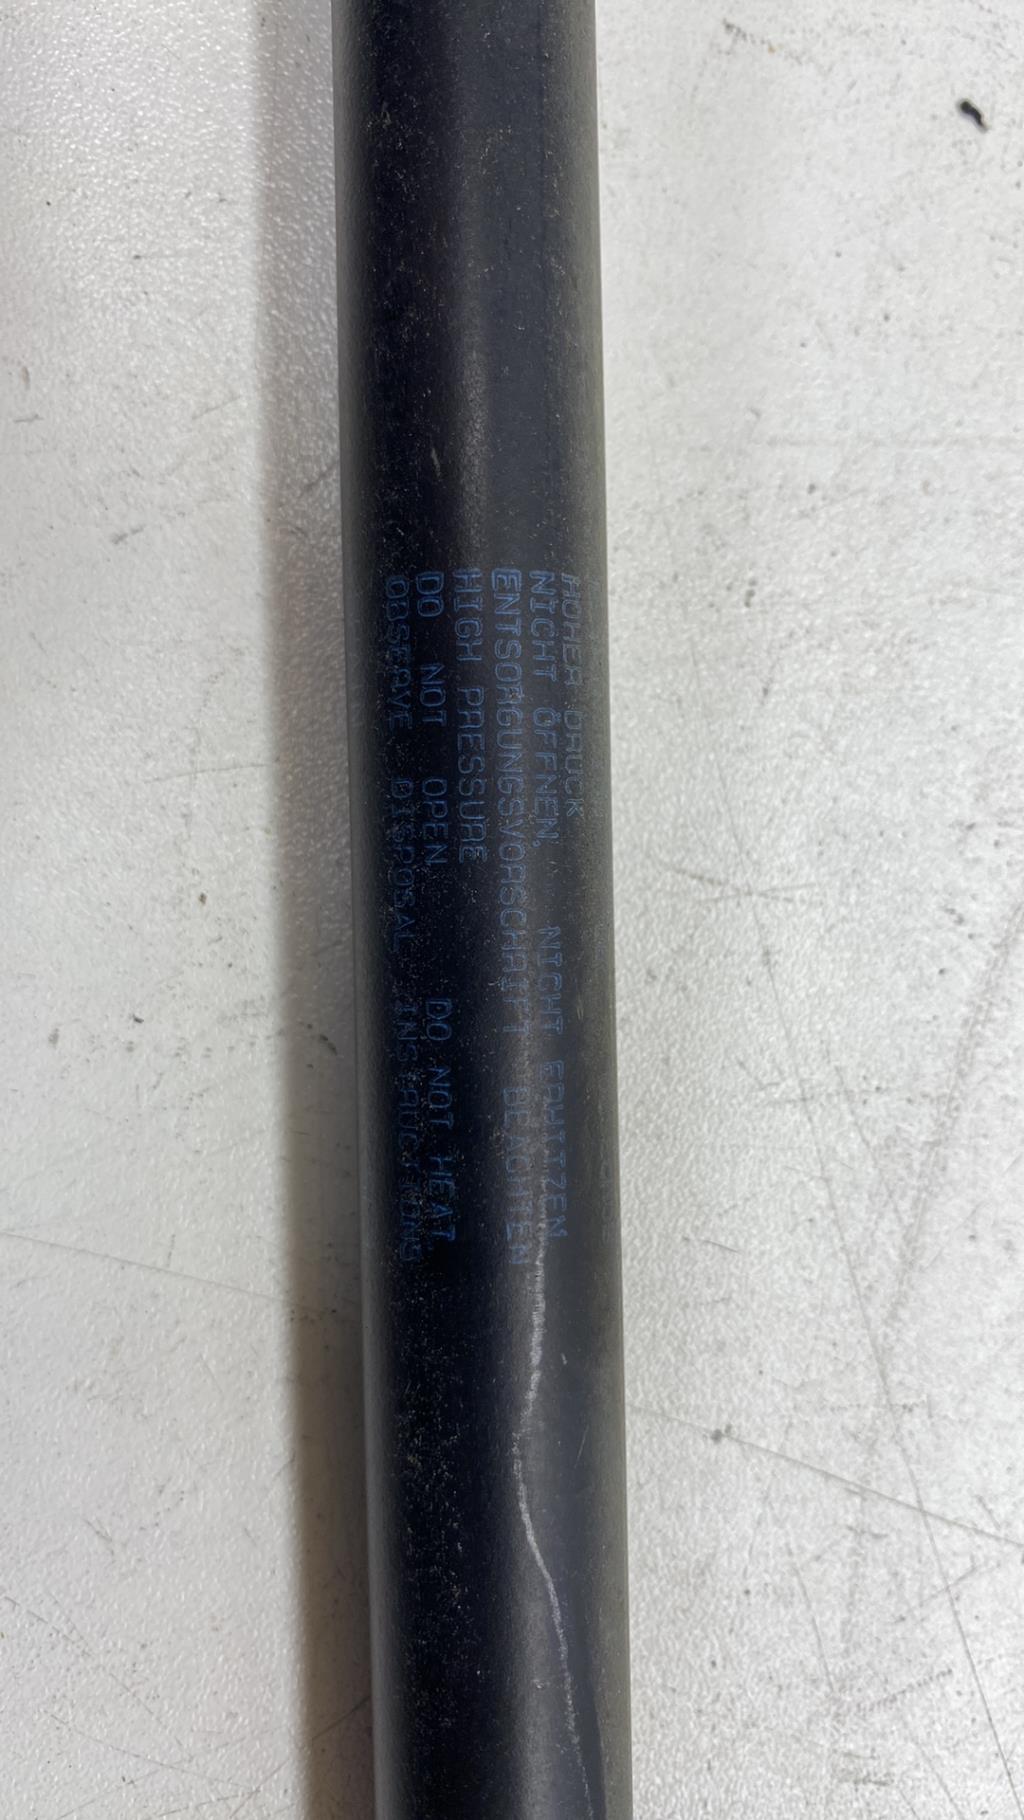 HOHER DRUCK
NICHT ÖFFNEN, NICHT ERHITZEN,
ENTSORGUNGSVORSCHRIFT BEACHTEN
HIGH PRESSURE
DO NOT OPEN, DO NOT HEAT,
OBSERVE DISPOSAL INSTRUCTIONS